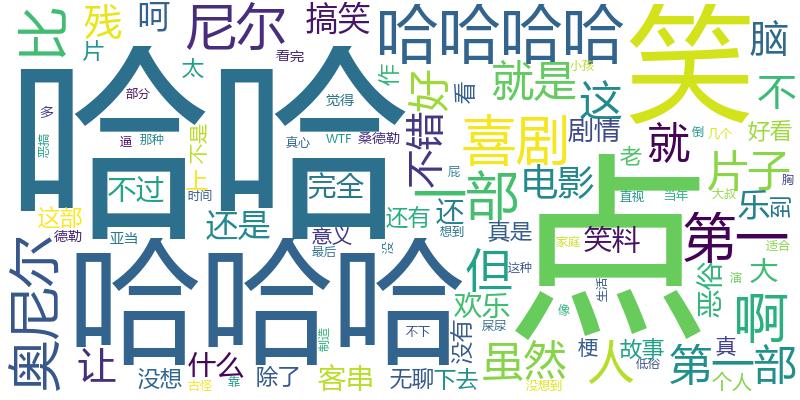 比
残
呵
尼尔
搞笑
哈哈哈哈
笑
脑
片
太
看完
作
好
就是
小孩
不
哈哈
部分
觉得
看
这
多
恶搞
逼
那种
真心
WTF
桑德勒
不错
喜剧
剧情
就
倒
几个
好看
不是
上
老
片子
不过
时间
完全
一部
电影
屁
直视
当年
大叔
胸
乐
到
这部
还是
还有
还
点
德勒
亚当
意义
没
想到
真是
笑料
家庭
第一
适合
最后
奥尼尔
哈哈哈
但
这种
生活
恶俗
大
演
欢乐
像
啊
不下
制造
没有
屎尿
梗
故事
真
让
什么
虽然
人
低俗
第一部
没想
古怪
靠
除了
客串
无聊
下去
没想到
个人